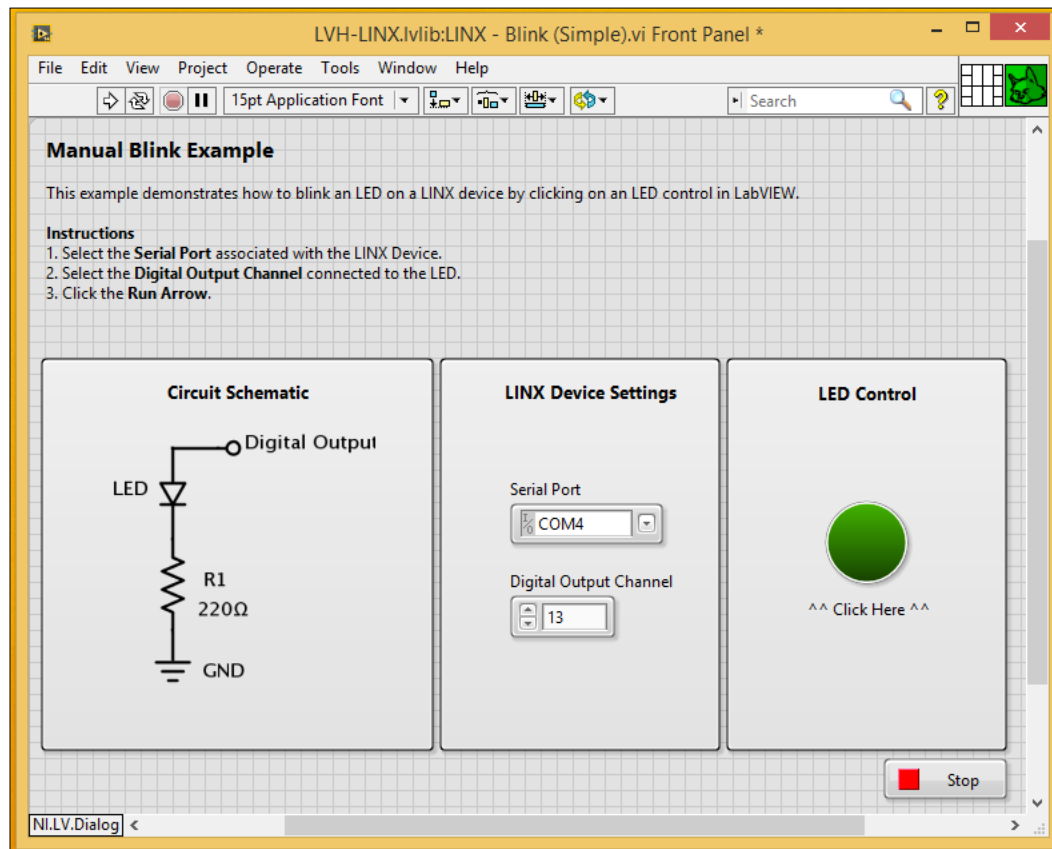 LVH-LINX.lvlib:LINX - Blink (Simple).vi Front Panel *
File Edit View Project Operate Tools Window Help
15pt Application Font
Search
Manual Blink Example
This example demonstrates how to blink an LED on a LINX device by clicking on an LED control in LabVIEW.
Instructions
1. Select the Serial Port associated with the LINX Device.
2. Select the Digital Output Channel connected to the LED.
3. Click the Run Arrow.
Circuit Schematic
Digital Output
LED
R1
220Ω
GND
LINX Device Settings
Serial Port
COM4
Digital Output Channel
13
LED Control
^^ Click Here ^^
Stop
NI.LV.Dialog